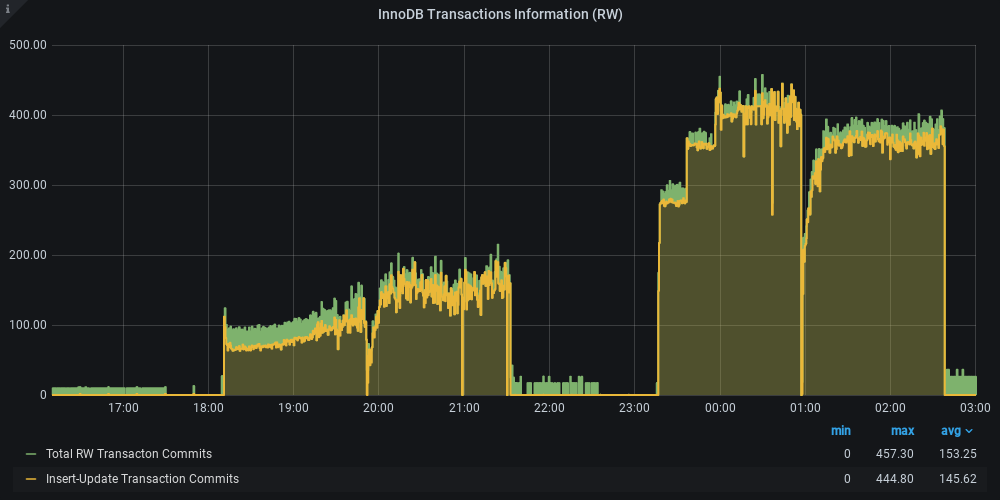 i
InnoDB Transactions Information (RW)
500.00
400.00
300.00
200.00
100.00
0
17:00 18:00 19:00 20:00 21:00 22:00 23:00 00:00 01:00 02:00 03:00
min max avg
Total RW Transacton Commits 0 457.30 153.25
Insert-Update Transaction Commits 0 444.80 145.62